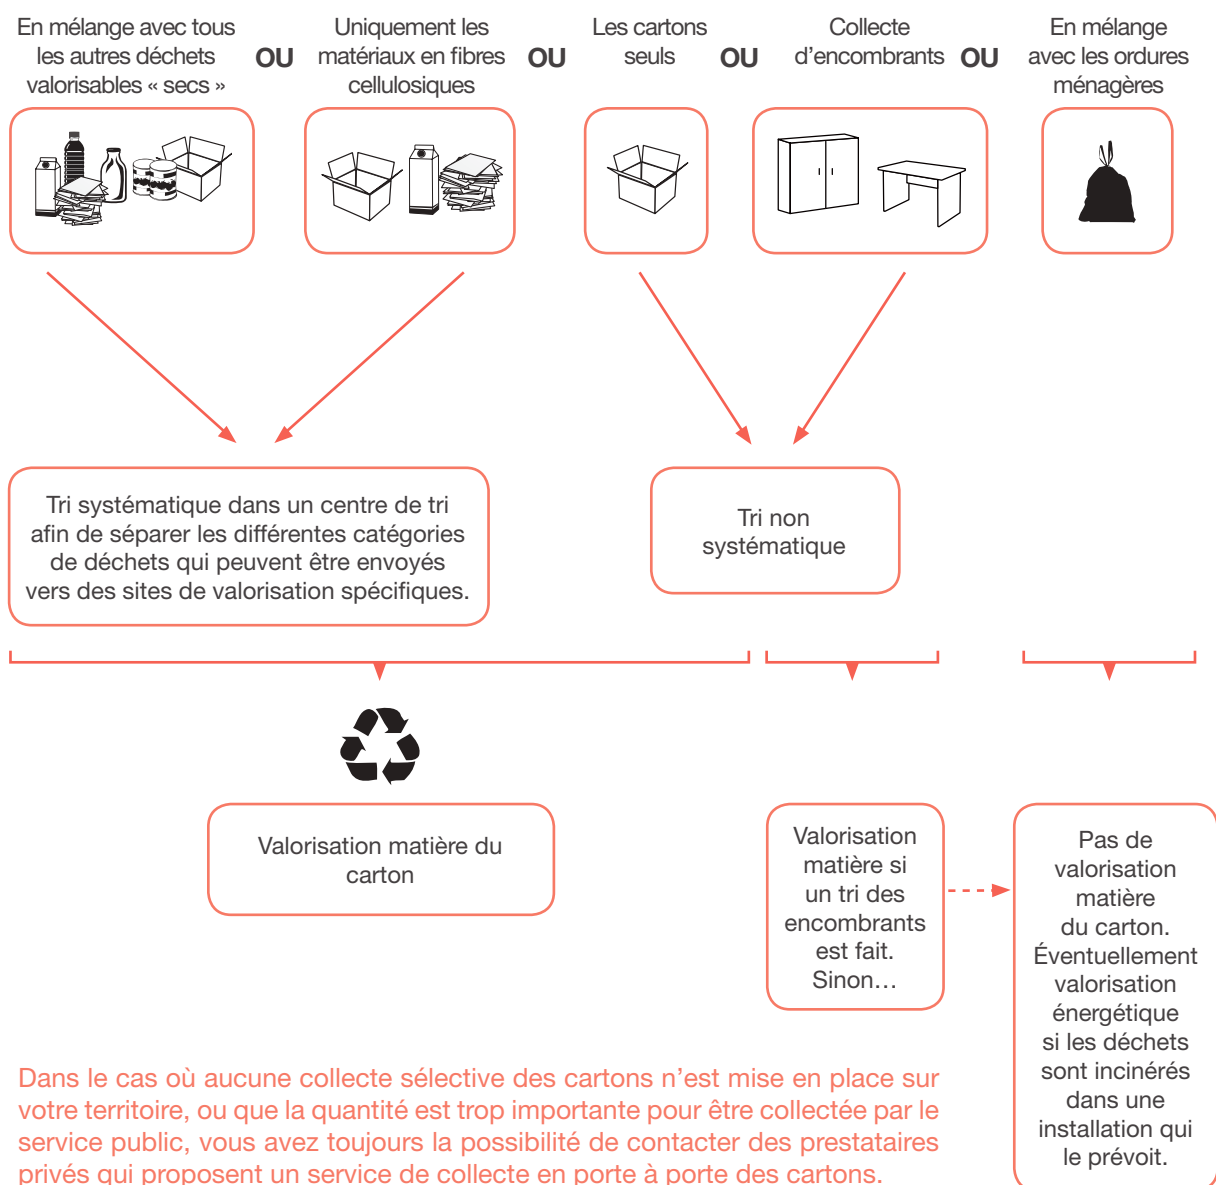 En mélange avec tous
les autres déchets
valorisables « secs »
OU
Uniquement les
matériaux en fibres
cellulosiques
OU
Les cartons
seuls
OU
Collecte
d’encombrants
OU
En mélange
avec les ordures
ménagères
Tri systématique dans un centre de tri
afin de séparer les différentes catégories
de déchets qui peuvent être envoyés
vers des sites de valorisation spécifiques.
Tri non
systématique
Valorisation matière du
carton
Valorisation
matière si
un tri des
encombrants
est fait.
Sinon…
Pas de
valorisation
matière
du carton.
Éventuellement
valorisation
énergétique
si les déchets
sont incinérés
dans une
installation qui
le prévoit.
Dans le cas où aucune collecte sélective des cartons n’est mise en place sur
votre territoire, ou que la quantité est trop importante pour être collectée par le
service public, vous avez toujours la possibilité de contacter des prestataires
privés qui proposent un service de collecte en porte à porte des cartons.